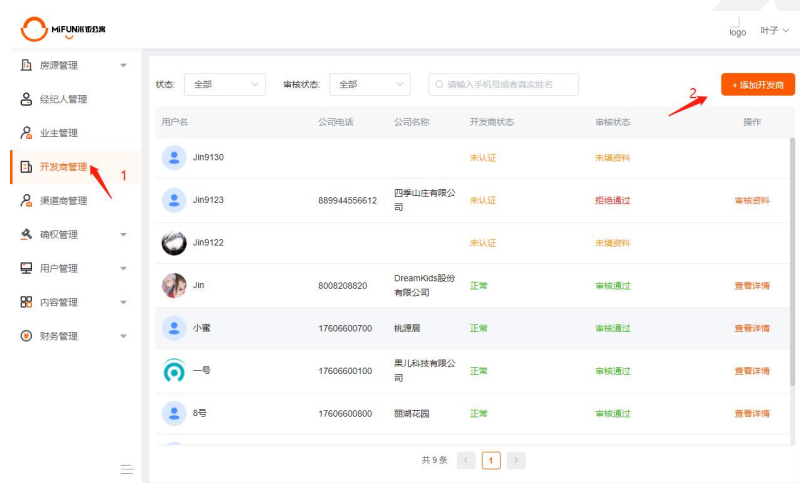 MiFUN米饭公寓
logo 叶子
房源管理
经纪人管理
业主管理
开发商管理
渠道商管理
确权管理
用户管理
内容管理
财务管理
1
状态: 全部 审核状态: 全部 请输入手机号或者真实姓名
2
+添加开发商
用户名 公司电话 公司名称 开发商状态 审核状态 操作
Jin9130 未认证 未填资料
Jin9123 889944556612 四季山庄有限公司 未认证 拒绝通过 审核资料
Jin9122 未认证 未填资料
Jin 8008208820 DreamKids股份有限公司 正常 审核通过 查看详情
小蜜 17606600700 桃源居 正常 审核通过 查看详情
一号 17606600100 果儿科技有限公司 正常 审核通过 查看详情
8号 17606600800 丽湖花园 正常 审核通过 查看详情
共 9 条 < 1 >